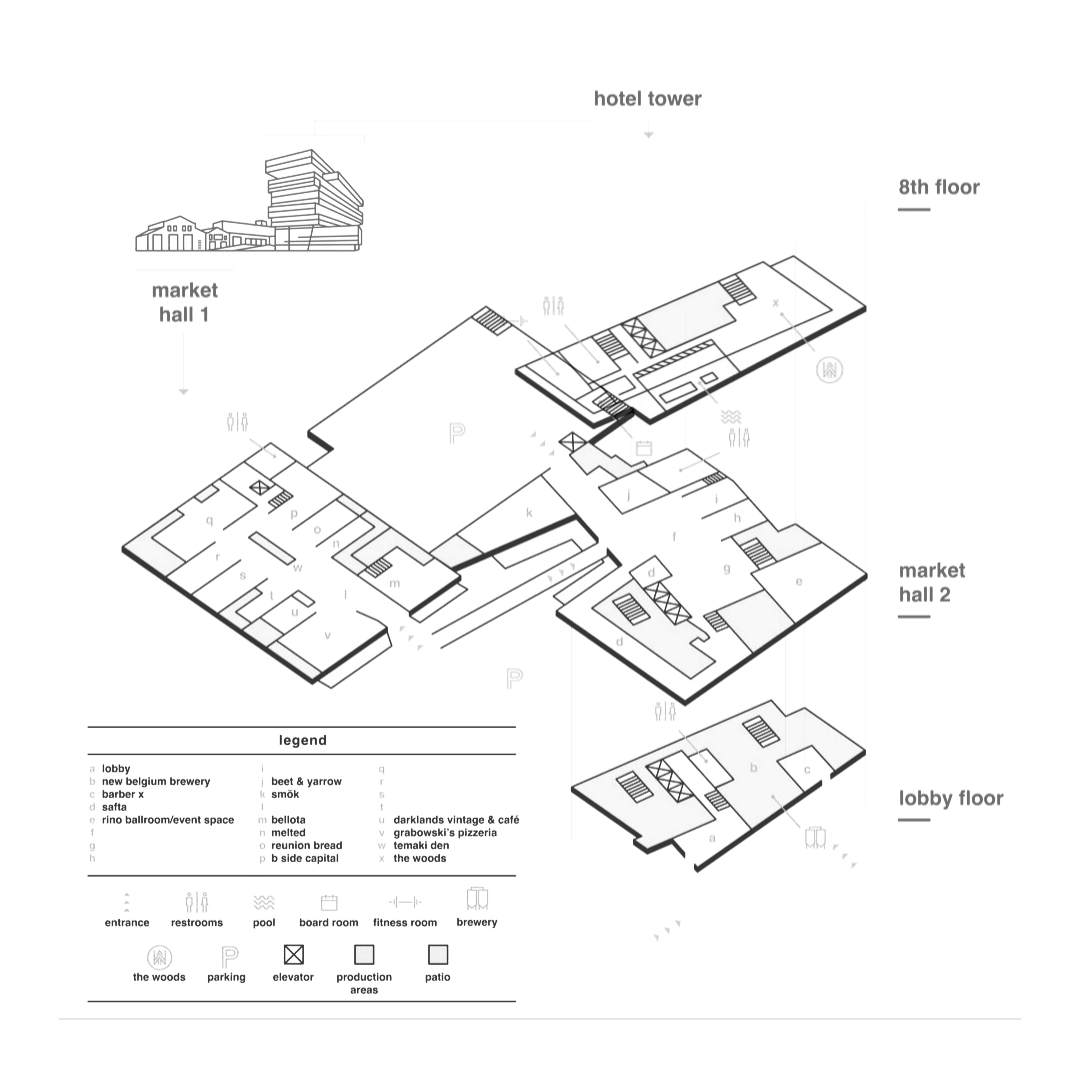 hotel tower
8th floor
market
hall 1
x
P
q
p
o
n
r
s
w
m
t
l
u
v
k
j
i
h
f
g
e
d
d
market
hall 2
P
b
c
a
lobby floor
legend
a lobby
b new belgium brewery
c barber x
d safta
e rino ballroom/event space
f
g
h
i
j beet & yarrow
k smōk
l
m bellota
n melted
o reunion bread
p b side capital
q
r
s
t
u darklands vintage & café
v grabowski's pizzeria
w temaki den
x the woods
entrance
restrooms
pool
board room
fitness room
brewery
the woods
P
parking
elevator
production
areas
patio